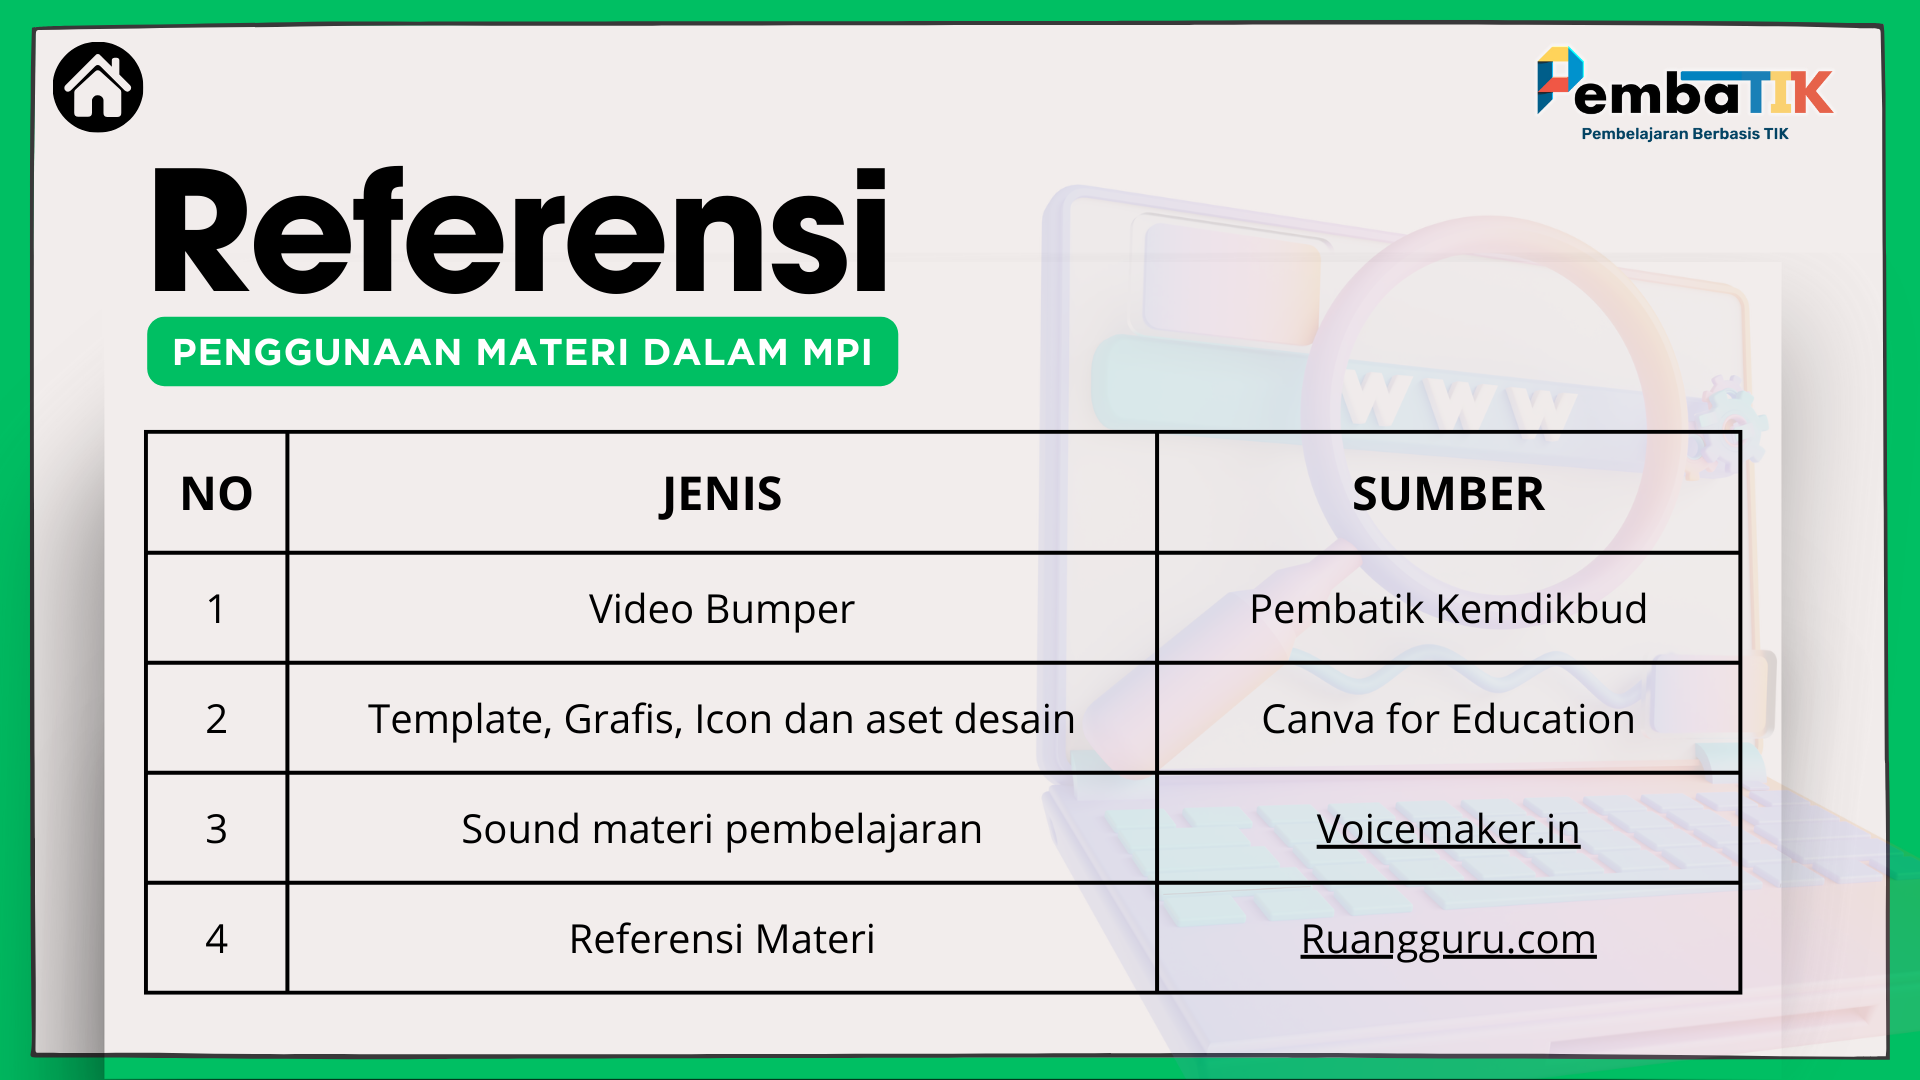 PembaTIK
Pembelajaran Berbasis TIK
Referensi
PENGGUNAAN MATERI DALAM MPI
WWW
NO JENIS SUMBER
1 Video Bumper Pembatik Kemdikbud
2 Template, Grafis, Icon dan aset desain Canva for Education
3 Sound materi pembelajaran Voicemaker.in
4 Referensi Materi Ruangguru.com